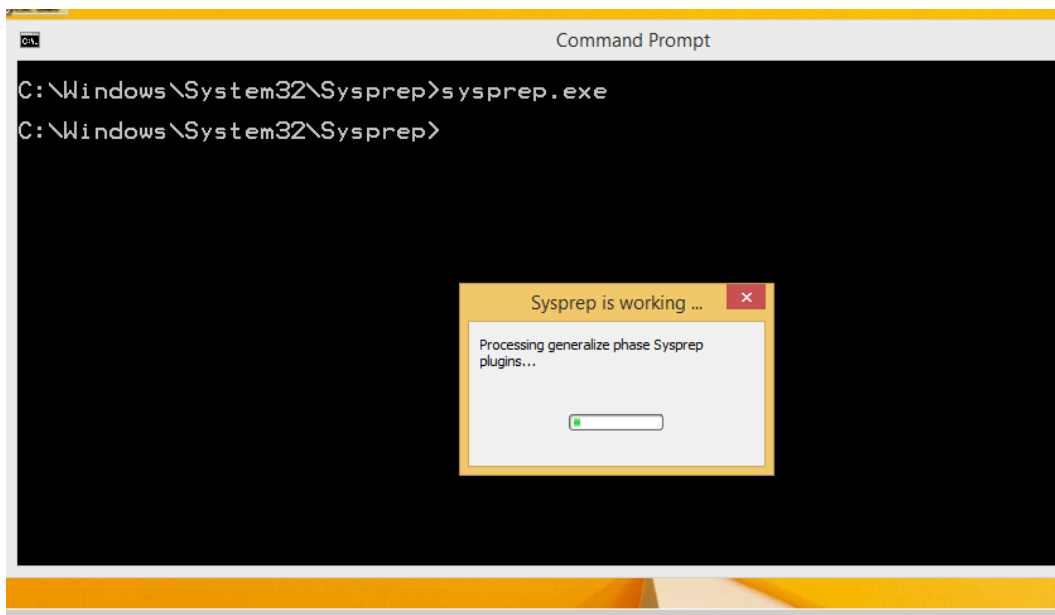 Command Prompt
C:\Windows\System32\Sysprep>sysprep.exe
C:\Windows\System32\Sysprep>
Sysprep is working ...
Processing generalize phase Sysprep
plugins...